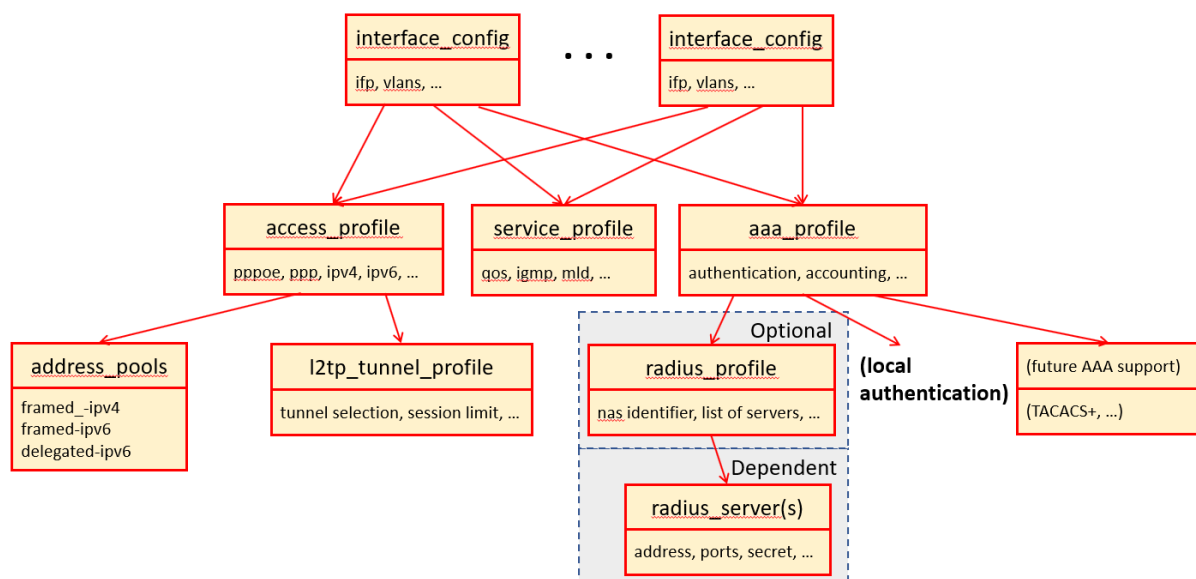 interface_config
ifp, vlans, ...
. . .
interface_config
ifp, vlans, ...
access_profile
pppoe, ppp, ipv4, ipv6, ...
service_profile
qos, igmp, mld, ...
aaa_profile
authentication, accounting, ...
address_pools
framed_-ipv4
framed-ipv6
delegated-ipv6
l2tp_tunnel_profile
tunnel selection, session limit, ...
Optional
radius_profile
nas identifier, list of servers, ...
(local
authentication)
(future AAA support)
(TACACS+, ...)
Dependent
radius_server(s)
address, ports, secret, ...